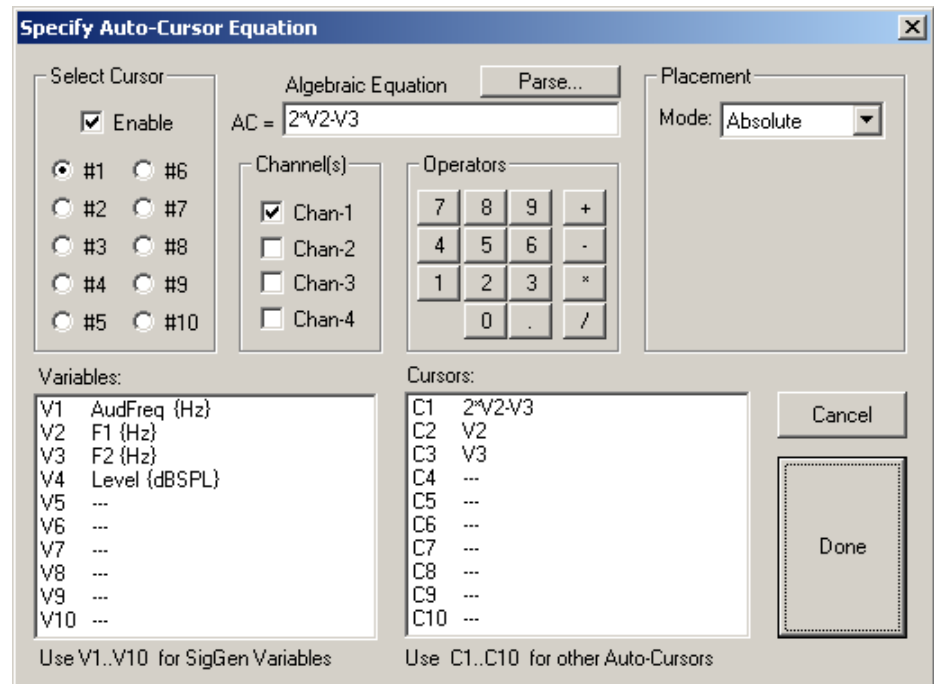 Specify Auto-Cursor Equation
Select Cursor
Enable
#1 #6
#2 #7
#3 #8
#4 #9
#5 #10
Algebraic Equation
Parse...
AC = 2*V2-V3
Channel(s)
Chan-1
Chan-2
Chan-3
Chan-4
Operators
7 8 9 +
4 5 6 -
1 2 3 *
0 . /
Placement
Mode: Absolute
Variables:
V1 AudFreq {Hz}
V2 F1 {Hz}
V3 F2 {Hz}
V4 Level {dBSPL}
V5 ---
V6 ---
V7 ---
V8 ---
V9 ---
V10 ---
Use V1..V10 for SigGen Variables
Cursors:
C1 2*V2-V3
C2 V2
C3 V3
C4 ---
C5 ---
C6 ---
C7 ---
C8 ---
C9 ---
C10 ---
Use C1..C10 for other Auto-Cursors
Cancel
Done